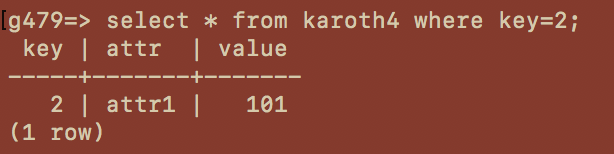 [g479=> select * from karoth4 where key=2;
 key | attr  | value
-----+-------+-------
   2 | attr1 |   101
(1 row)